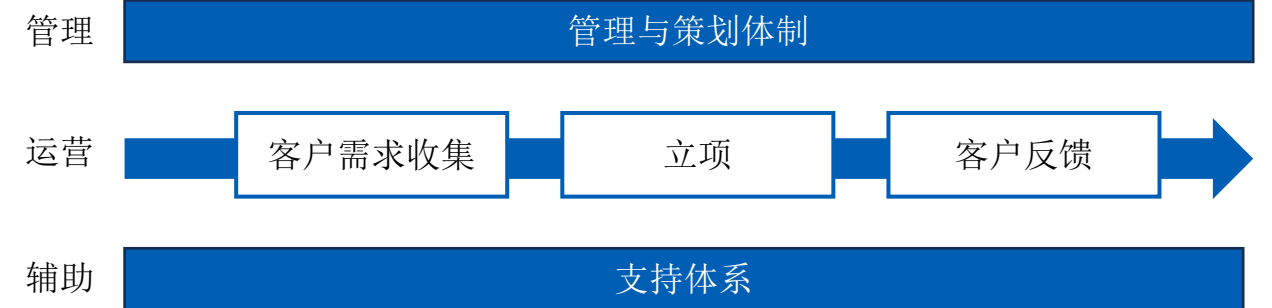 管理
管理与策划体制
运营
客户需求收集
立项
客户反馈
辅助
支持体系